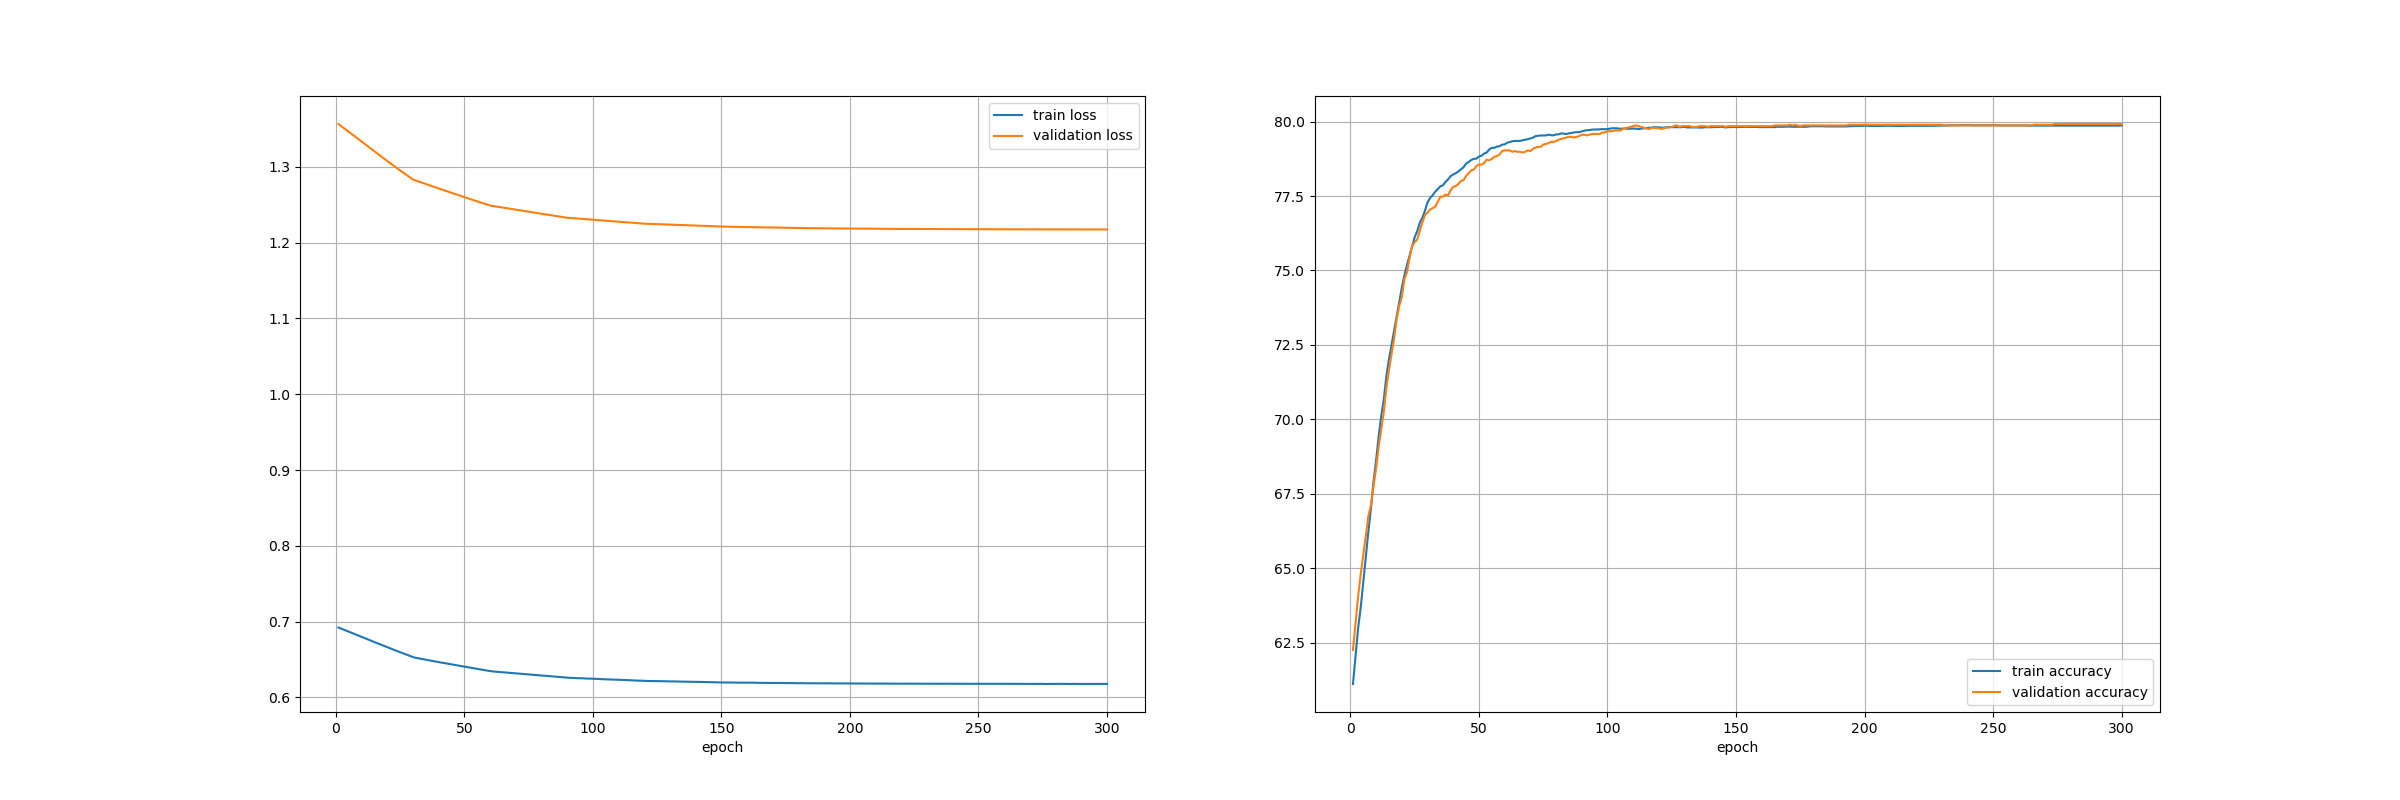 train loss
validation loss
1.3
1.2
1.1
1.0
0.9
0.8
0.7
0.6
0 50 100 150 200 250 300
epoch
80.0
77.5
75.0
72.5
70.0
67.5
65.0
62.5
train accuracy
validation accuracy
0 50 100 150 200 250 300
epoch